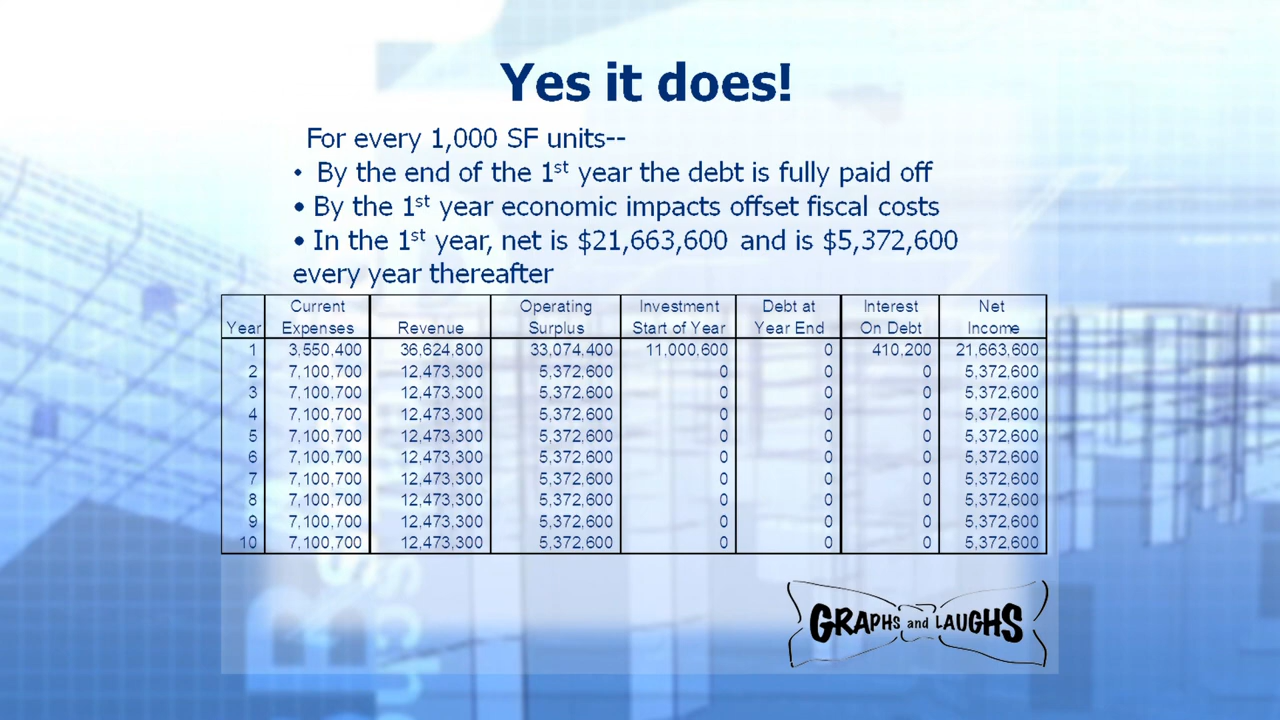 Yes it does!
For every 1,000 SF units--
• By the end of the 1st year the debt is fully paid off
• By the 1st year economic impacts offset fiscal costs
• In the 1st year, net is $21,663,600 and is $5,372,600
every year thereafter
Year Current Expenses Revenue Operating Surplus Investment Start of Year Debt at Year End Interest On Debt Net Income
1 3,550,400 36,624,800 33,074,400 11,000,600 0 410,200 21,663,600
2 7,100,700 12,473,300 5,372,600 0 0 0 5,372,600
3 7,100,700 12,473,300 5,372,600 0 0 0 5,372,600
4 7,100,700 12,473,300 5,372,600 0 0 0 5,372,600
5 7,100,700 12,473,300 5,372,600 0 0 0 5,372,600
6 7,100,700 12,473,300 5,372,600 0 0 0 5,372,600
7 7,100,700 12,473,300 5,372,600 0 0 0 5,372,600
8 7,100,700 12,473,300 5,372,600 0 0 0 5,372,600
9 7,100,700 12,473,300 5,372,600 0 0 0 5,372,600
10 7,100,700 12,473,300 5,372,600 0 0 0 5,372,600
GRAPHS and LAUGHS